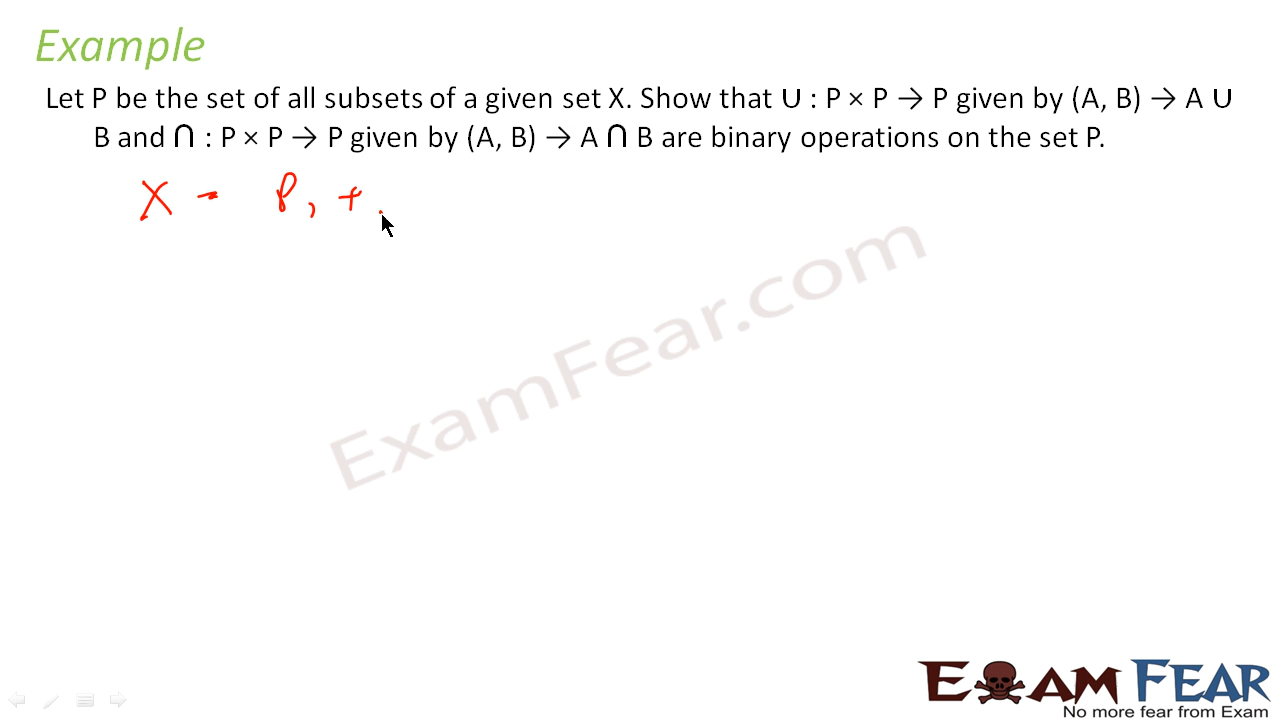 Example
Let P be the set of all subsets of a given set X. Show that ∪ : P × P → P given by (A, B) → A ∪
B and ∩ : P × P → P given by (A, B) → A ∩ B are binary operations on the set P.
X - P, +
ExamFear.com
EXAM FEAR
No more fear from Exam